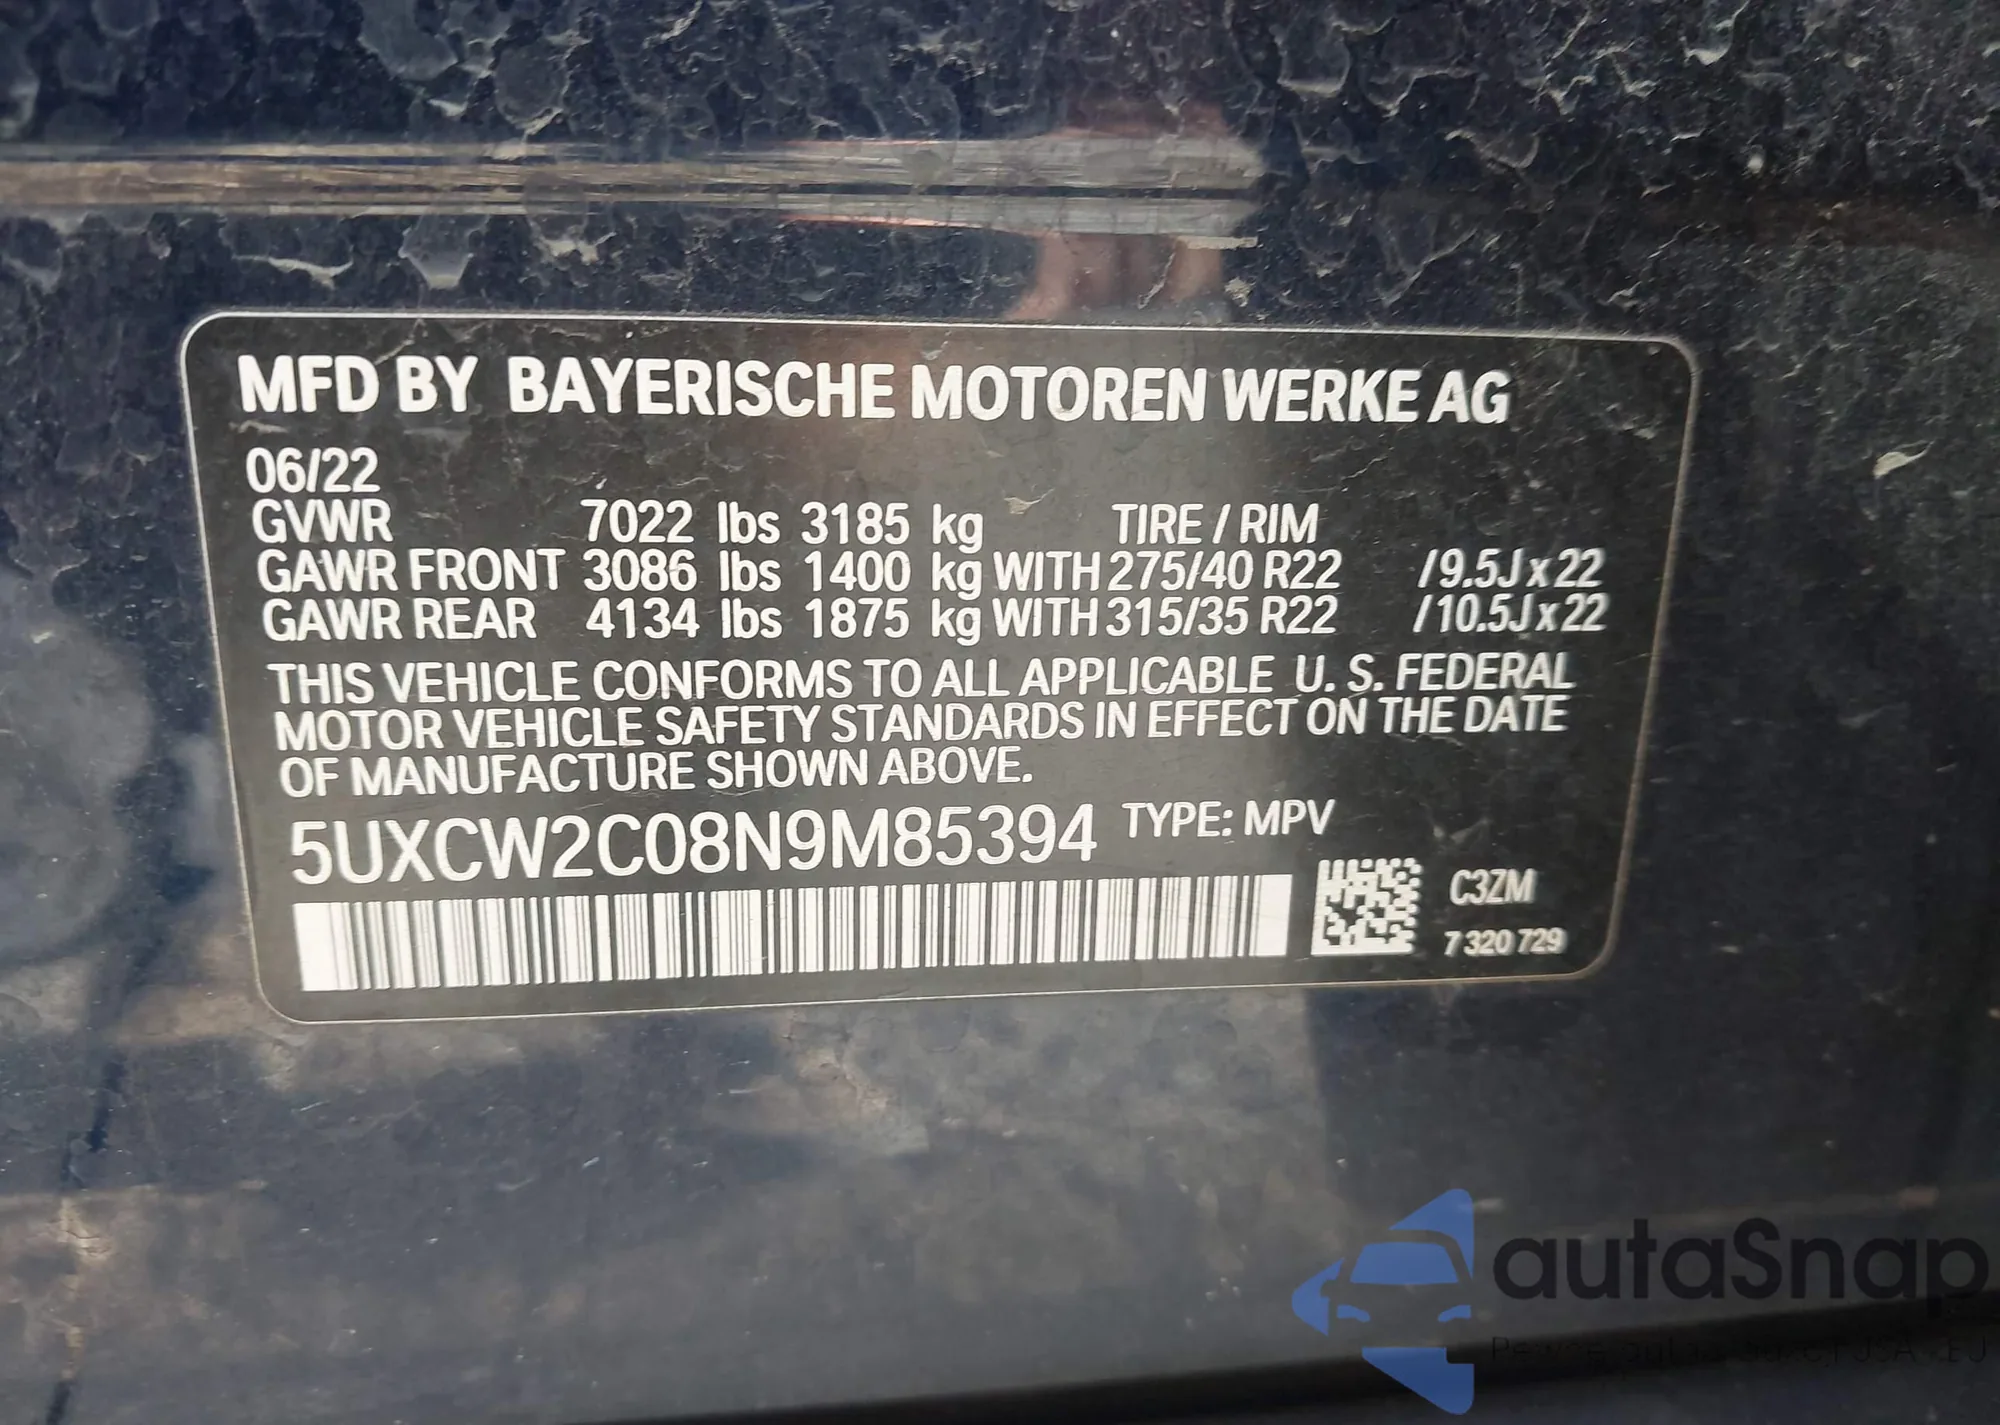 MFD BY BAYERISCHE MOTOREN WERKE AG
06/22
GVWR 7022 lbs 3185 kg TIRE / RIM
GAWR FRONT 3086 lbs 1400 kg WITH 275/40 R22 /9.5J x 22
GAWR REAR 4134 lbs 1875 kg WITH 315/35 R22 /10.5J x 22
THIS VEHICLE CONFORMS TO ALL APPLICABLE U. S. FEDERAL
MOTOR VEHICLE SAFETY STANDARDS IN EFFECT ON THE DATE
OF MANUFACTURE SHOWN ABOVE.
5UXCW2C08N9M85394 TYPE: MPV
C3ZM
7 320 729
autaSnap